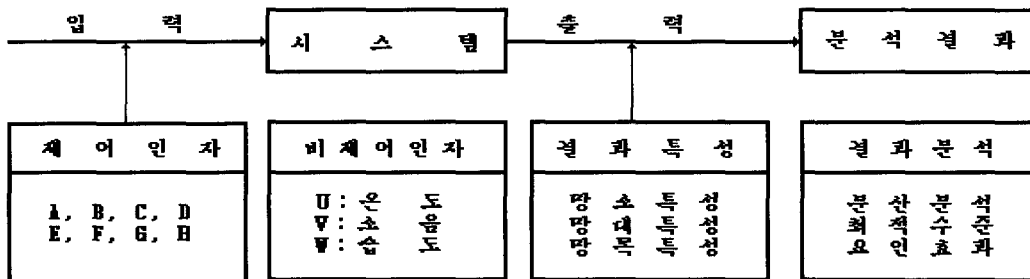 입 력
시 스 템
출 력
분 석 결 과
제 어 인 자
A, B, C, D
E, F, G, H
비 제 어 인 자
U : 온 도
V : 소 음
W : 습 도
결 과 특 성
망 소 특 성
망 대 특 성
망 목 특 성
결 과 분 석
분 산 분 석
최 적 수 준
요 인 효 과